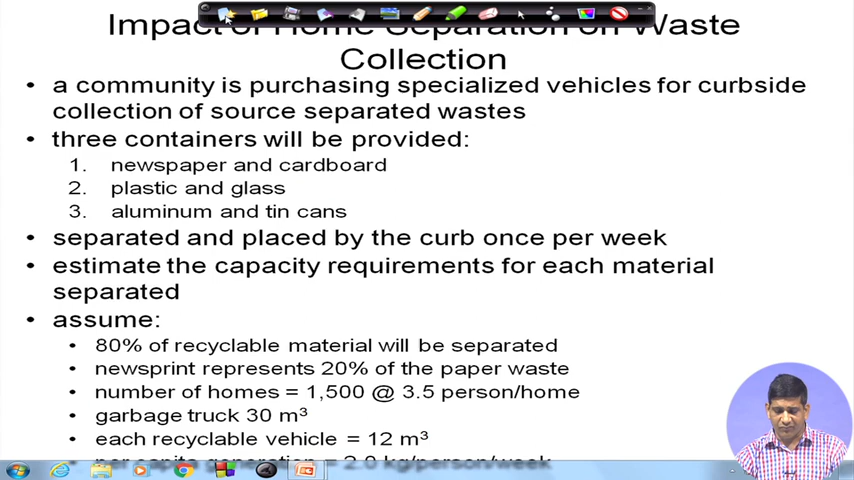 Impact of Home Separation on Waste
Collection
• a community is purchasing specialized vehicles for curbside
collection of source separated wastes
• three containers will be provided:
1. newspaper and cardboard
2. plastic and glass
3. aluminum and tin cans
• separated and placed by the curb once per week
• estimate the capacity requirements for each material
separated
• assume:
• 80% of recyclable material will be separated
• newsprint represents 20% of the paper waste
• number of homes = 1,500 @ 3.5 person/home
• garbage truck 30 m³
• each recyclable vehicle = 12 m³
• per capita generation = 2.0 kg/person/week